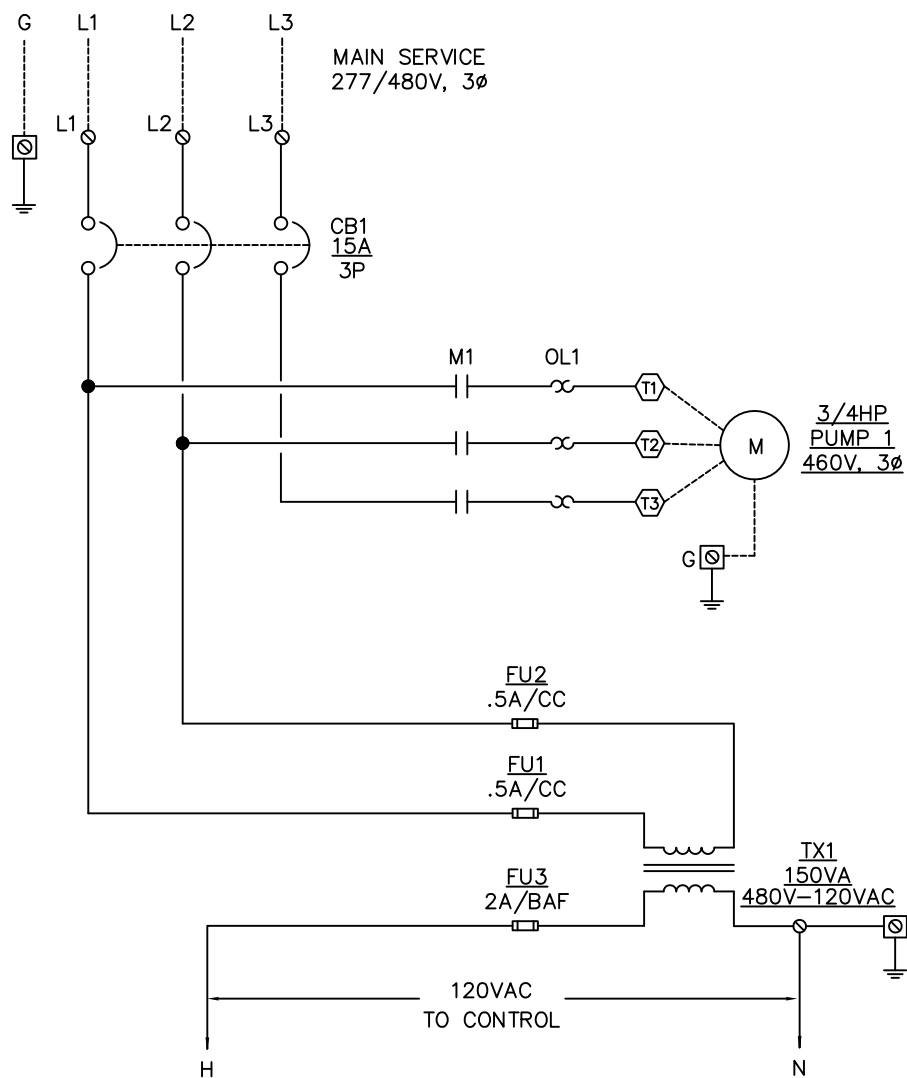 G L1 L2 L3
MAIN SERVICE
277/480V, 3ø
L1 L2 L3
CB1
15A
3P
M1 OL1
T1
3/4HP
PUMP 1
460V, 3ø
T2
M
T3
G
FU2
.5A/CC
FU1
.5A/CC
TX1
150VA
480V-120VAC
FU3
2A/BAF
120VAC
TO CONTROL
H N